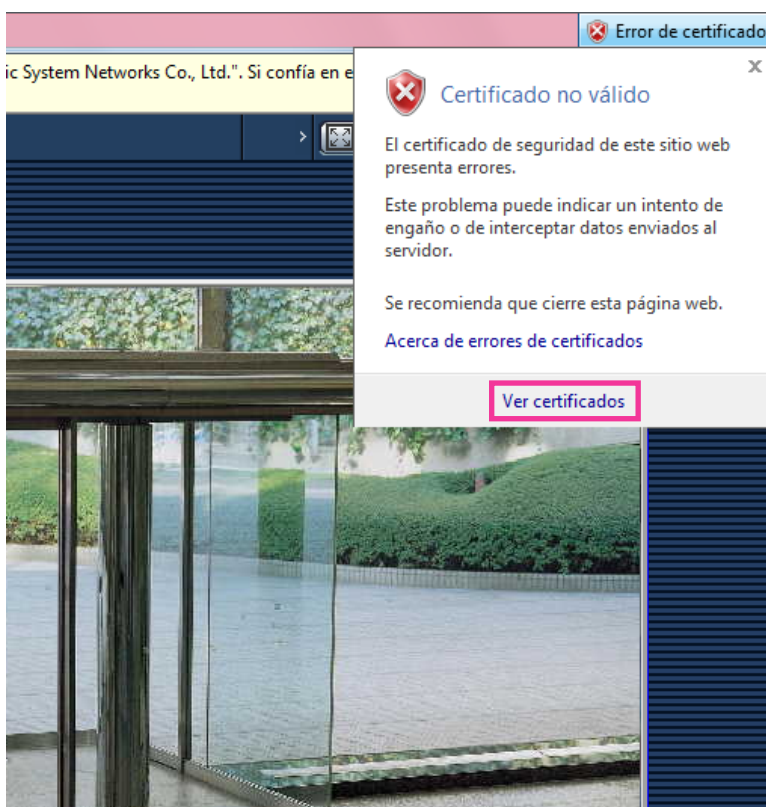 Error de certificado
ic System Networks Co., Ltd.". Si confía en e
Certificado no válido
El certificado de seguridad de este sitio web
presenta errores.
Este problema puede indicar un intento de
engaño o de interceptar datos enviados al
servidor.
Se recomienda que cierre esta página web.
Acerca de errores de certificados
Ver certificados